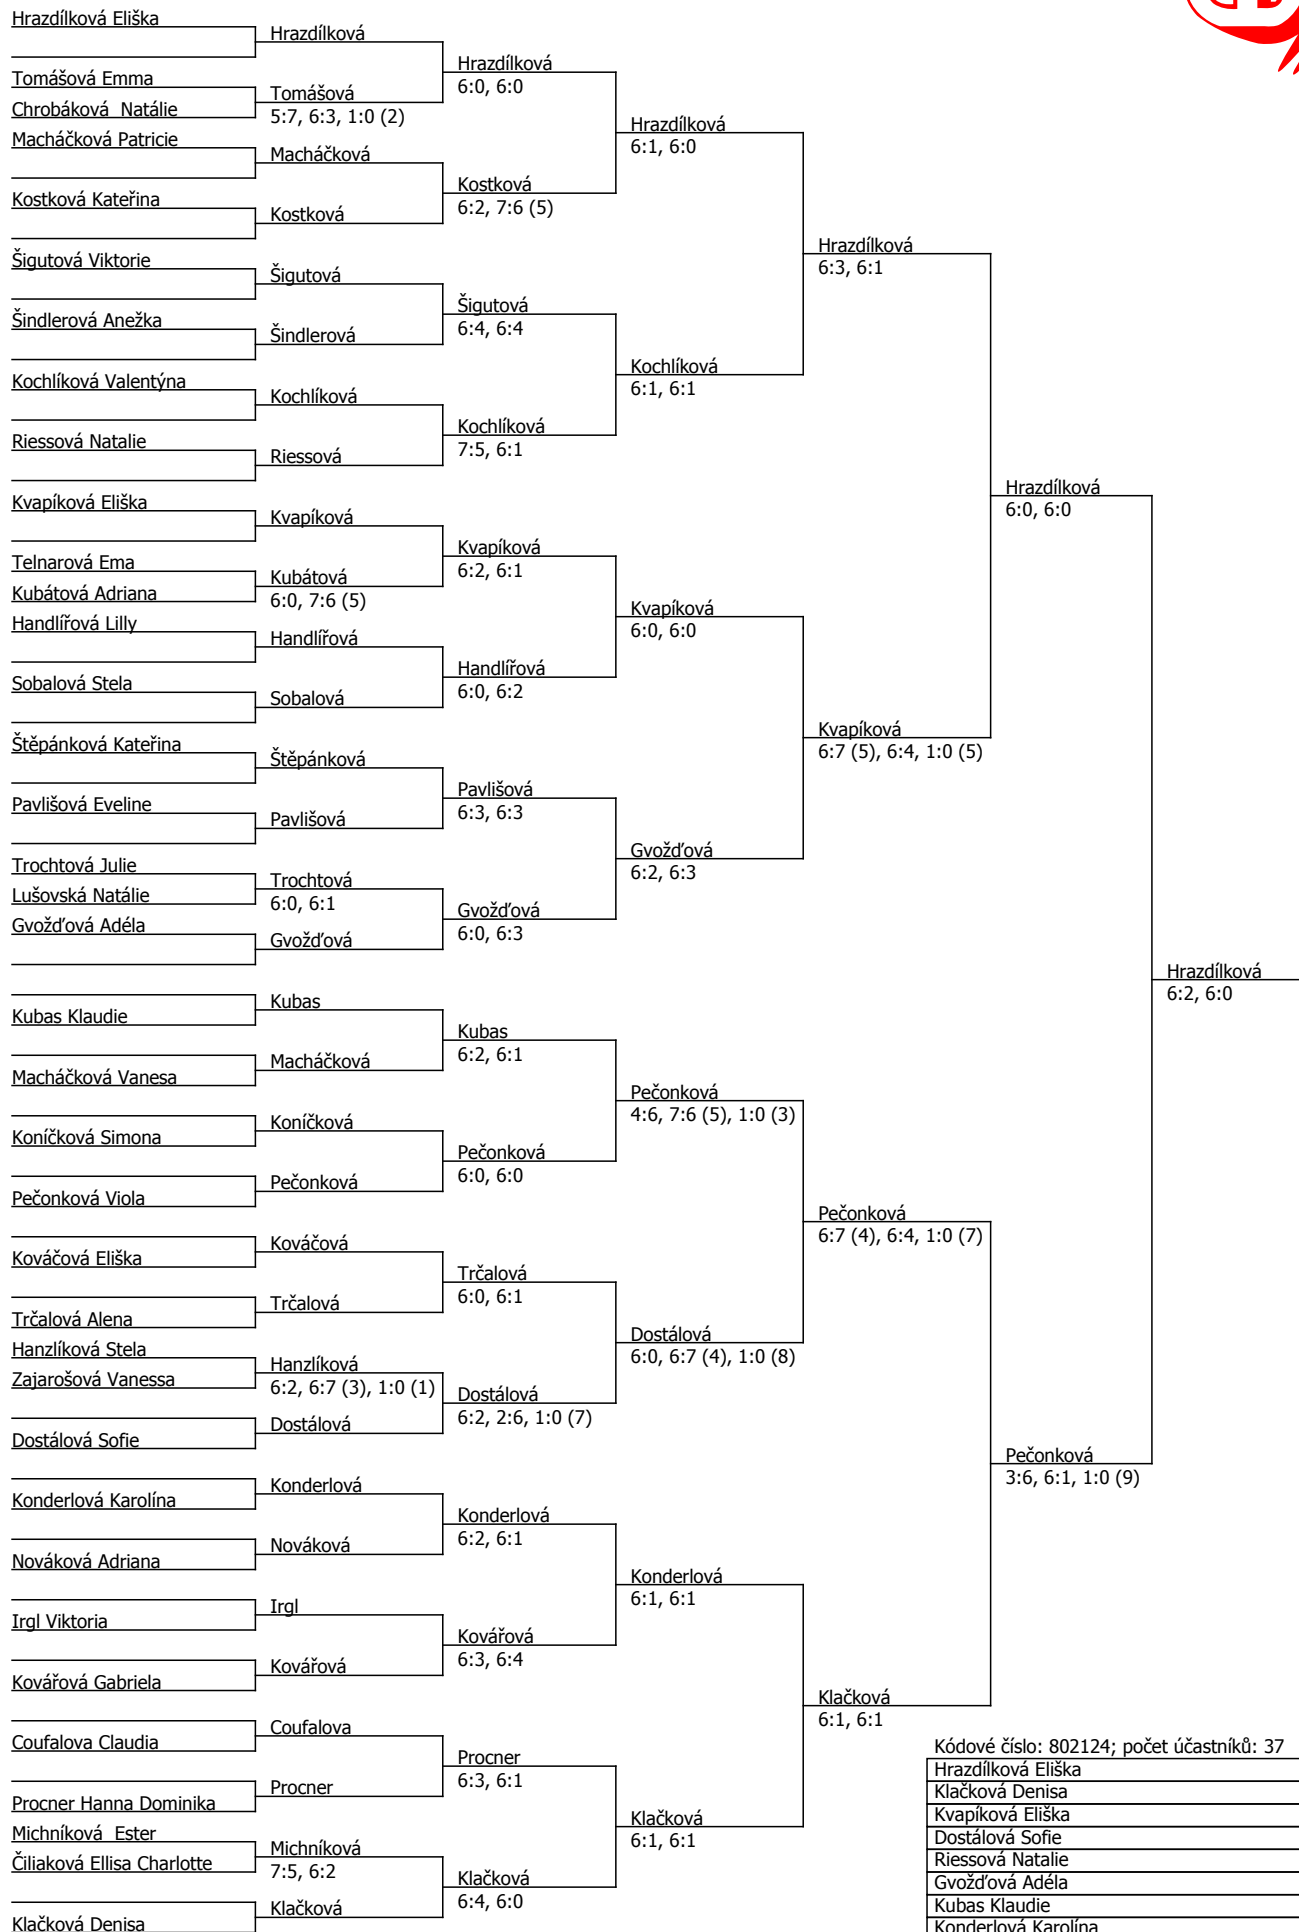 Hrazdílková Eliška
Tomášová Emma
Chrobáková  Natálie
Macháčková Patricie
Kostková Kateřina
Šigutová Viktorie
Šindlerová Anežka
Kochlíková Valentýna
Riessová Natalie
Kvapíková Eliška
Telnarová Ema
Kubátová Adriana
Handlířová Lilly
Sobalová Stela
Štěpánková Kateřina
Pavlišová Eveline
Trochtová Julie
Lušovská Natálie
Gvožďová Adéla
Kubas Klaudie
Macháčková Vanesa
Koníčková Simona
Pečonková Viola
Kováčová Eliška
Trčalová Alena
Hanzlíková Stela
Zajarošová Vanessa
Dostálová Sofie
Konderlová Karolína
Nováková Adriana
Irgl Viktoria
Kovářová Gabriela
Coufalova Claudia
Procner Hanna Dominika
Michníková  Ester
Čiliaková Ellisa Charlotte
Klačková Denisa
Hrazdílková
Tomášová
5:7, 6:3, 1:0 (2)
Macháčková
Kostková
Šigutová
Šindlerová
Kochlíková
Riessová
Kvapíková
Kubátová
6:0, 7:6 (5)
Handlířová
Sobalová
Štěpánková
Pavlišová
Trochtová
6:0, 6:1
Gvožďová
Kubas
Macháčková
Koníčková
Pečonková
Kováčová
Trčalová
Hanzlíková
6:2, 6:7 (3), 1:0 (1)
Dostálová
Konderlová
Nováková
Irgl
Kovářová
Coufalova
Procner
Michníková
7:5, 6:2
Klačková
Hrazdílková
6:0, 6:0
Kostková
6:2, 7:6 (5)
Šigutová
6:4, 6:4
Kochlíková
7:5, 6:1
Kvapíková
6:2, 6:1
Handlířová
6:0, 6:2
Pavlišová
6:3, 6:3
Gvožďová
6:0, 6:3
Kubas
6:2, 6:1
Pečonková
6:0, 6:0
Trčalová
6:0, 6:1
Dostálová
6:2, 2:6, 1:0 (7)
Konderlová
6:2, 6:1
Kovářová
6:3, 6:4
Procner
6:3, 6:1
Klačková
6:4, 6:0
Hrazdílková
6:1, 6:0
Kochlíková
6:1, 6:1
Kvapíková
6:0, 6:0
Gvožďová
6:2, 6:3
Pečonková
4:6, 7:6 (5), 1:0 (3)
Dostálová
6:0, 6:7 (4), 1:0 (8)
Konderlová
6:1, 6:1
Klačková
6:1, 6:1
Hrazdílková
6:3, 6:1
Kvapíková
6:7 (5), 6:4, 1:0 (5)
Pečonková
6:7 (4), 6:4, 1:0 (7)
Klačková
6:1, 6:1
Hrazdílková
6:0, 6:0
Pečonková
3:6, 6:1, 1:0 (9)
Hrazdílková
6:2, 6:0
Kódové číslo: 802124; počet účastníků: 37
Hrazdílková Eliška
Klačková Denisa
Kvapíková Eliška
Dostálová Sofie
Riessová Natalie
Gvožďová Adéla
Kubas Klaudie
Konderlová Karolína